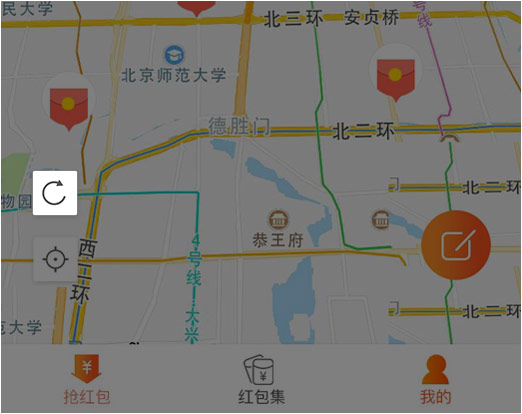 民大学
北三环
安贞桥
号线
北京师范大学
德胜门
北二环
北二环
物园
恭王府
西二环
4号线-大兴
门
北二环
范大学
抢红包
红包集
我的